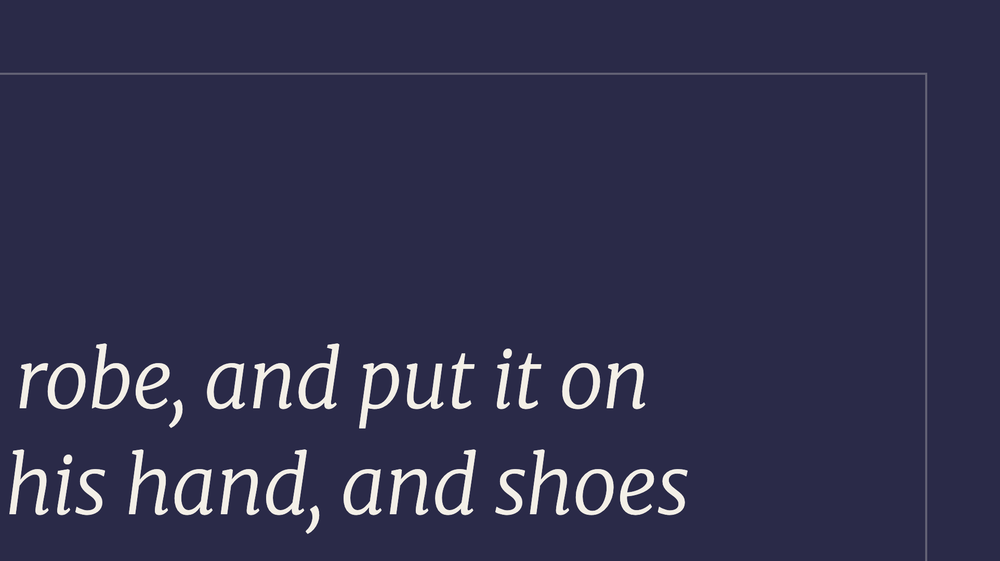 robe, and put it on
his hand, and shoes